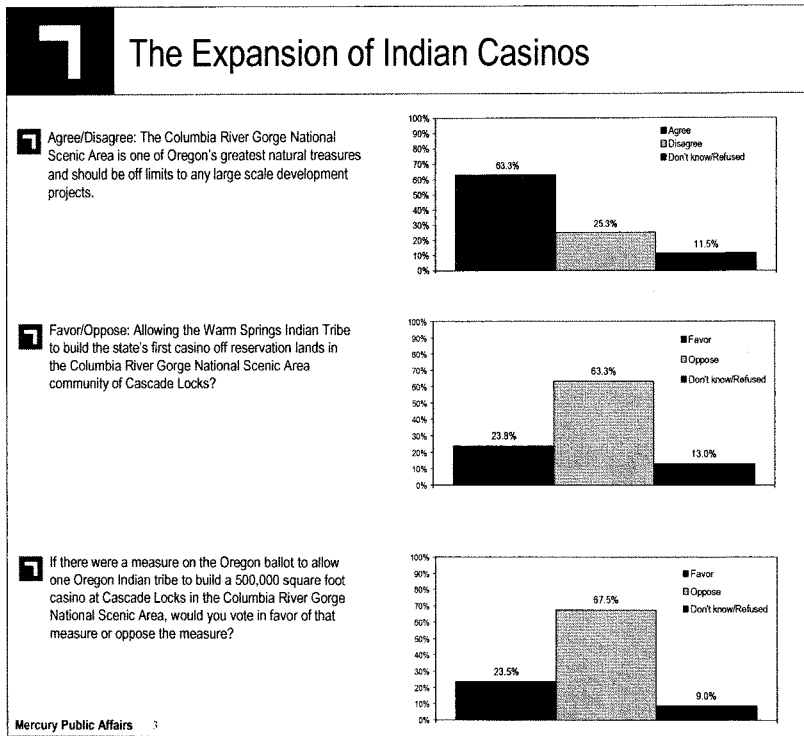 The Expansion of Indian Casinos
Agree/Disagree: The Columbia River Gorge National
Scenic Area is one of Oregon's greatest natural treasures
and should be off limits to any large scale development
projects.
100%
90%
80%
70%
60%
50%
40%
30%
20%
10%
0%
63.3%
25.3%
11.5%
Agree
Disagree
Don't know/Refused
Favor/Oppose: Allowing the Warm Springs Indian Tribe
to build the state's first casino off reservation lands in
the Columbia River Gorge National Scenic Area
community of Cascade Locks?
100%
90%
80%
70%
60%
50%
40%
30%
20%
10%
0%
23.8%
63.3%
13.0%
Favor
Oppose
Don't know/Refused
If there were a measure on the Oregon ballot to allow
one Oregon Indian tribe to build a 500,000 square foot
casino at Cascade Locks in the Columbia River Gorge
National Scenic Area, would you vote in favor of that
measure or oppose the measure?
100%
90%
80%
70%
60%
50%
40%
30%
20%
10%
0%
23.5%
67.5%
9.0%
Favor
Oppose
Don't know/Refused
Mercury Public Affairs 3